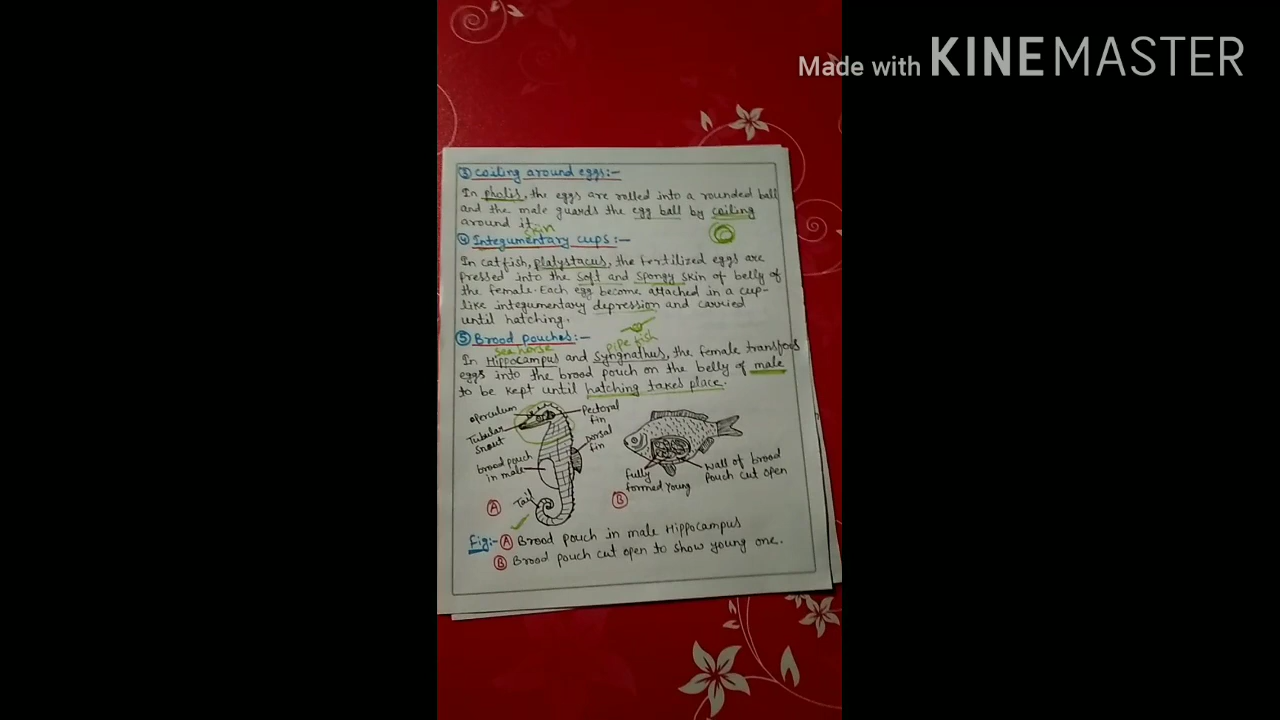 Made with KINEMASTER
③ Coiling around eggs:-
In pholis, the eggs are rolled into a rounded ball
and the male guards the egg ball by coiling
around it.
skin
④ Integumentary cups:-
In catfish, platystacus, the fertilized eggs are
pressed into the soft and spongy skin of belly of
the female. Each egg become attached in a cup-
like integumentary depression and carried
until hatching.
⑤ Brood pouches:-
sea horse pipe fish
In Hippocampus and Syngnathus, the female transfers
eggs into the brood pouch on the belly of male
to be kept until hatching takes place.
operculum
Pectoral
fin
Tubular
snout
Dorsal
fin
brood pouch
in male
Tail
Ⓐ
Fully
formed young
wall of brood
pouch cut open
Ⓑ
Fig:- Ⓐ Brood pouch in male Hippocampus
Ⓑ Brood pouch cut open to show young one.